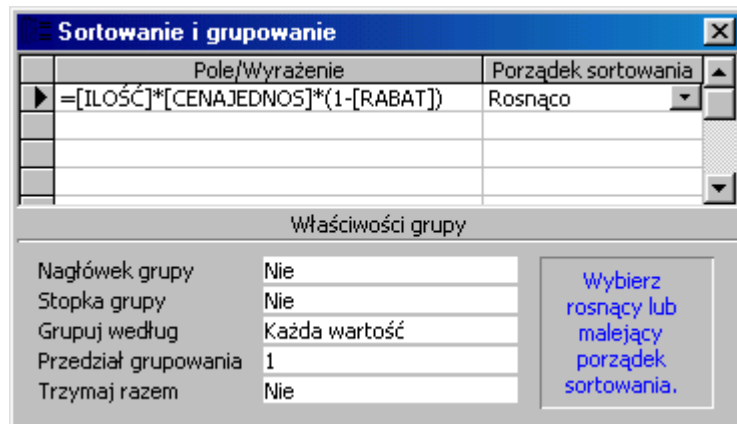 Sortowanie i grupowanie
Pole/Wyrażenie Porządek sortowania
=[ILOŚĆ]*[CENAJEDNOS]*(1-[RABAT]) Rosnąco
Właściwości grupy
Nagłówek grupy Nie
Stopka grupy Nie
Grupuj według Każda wartość
Przedział grupowania 1
Trzymaj razem Nie
Wybierz
rosnący lub
malejący
porządek
sortowania.